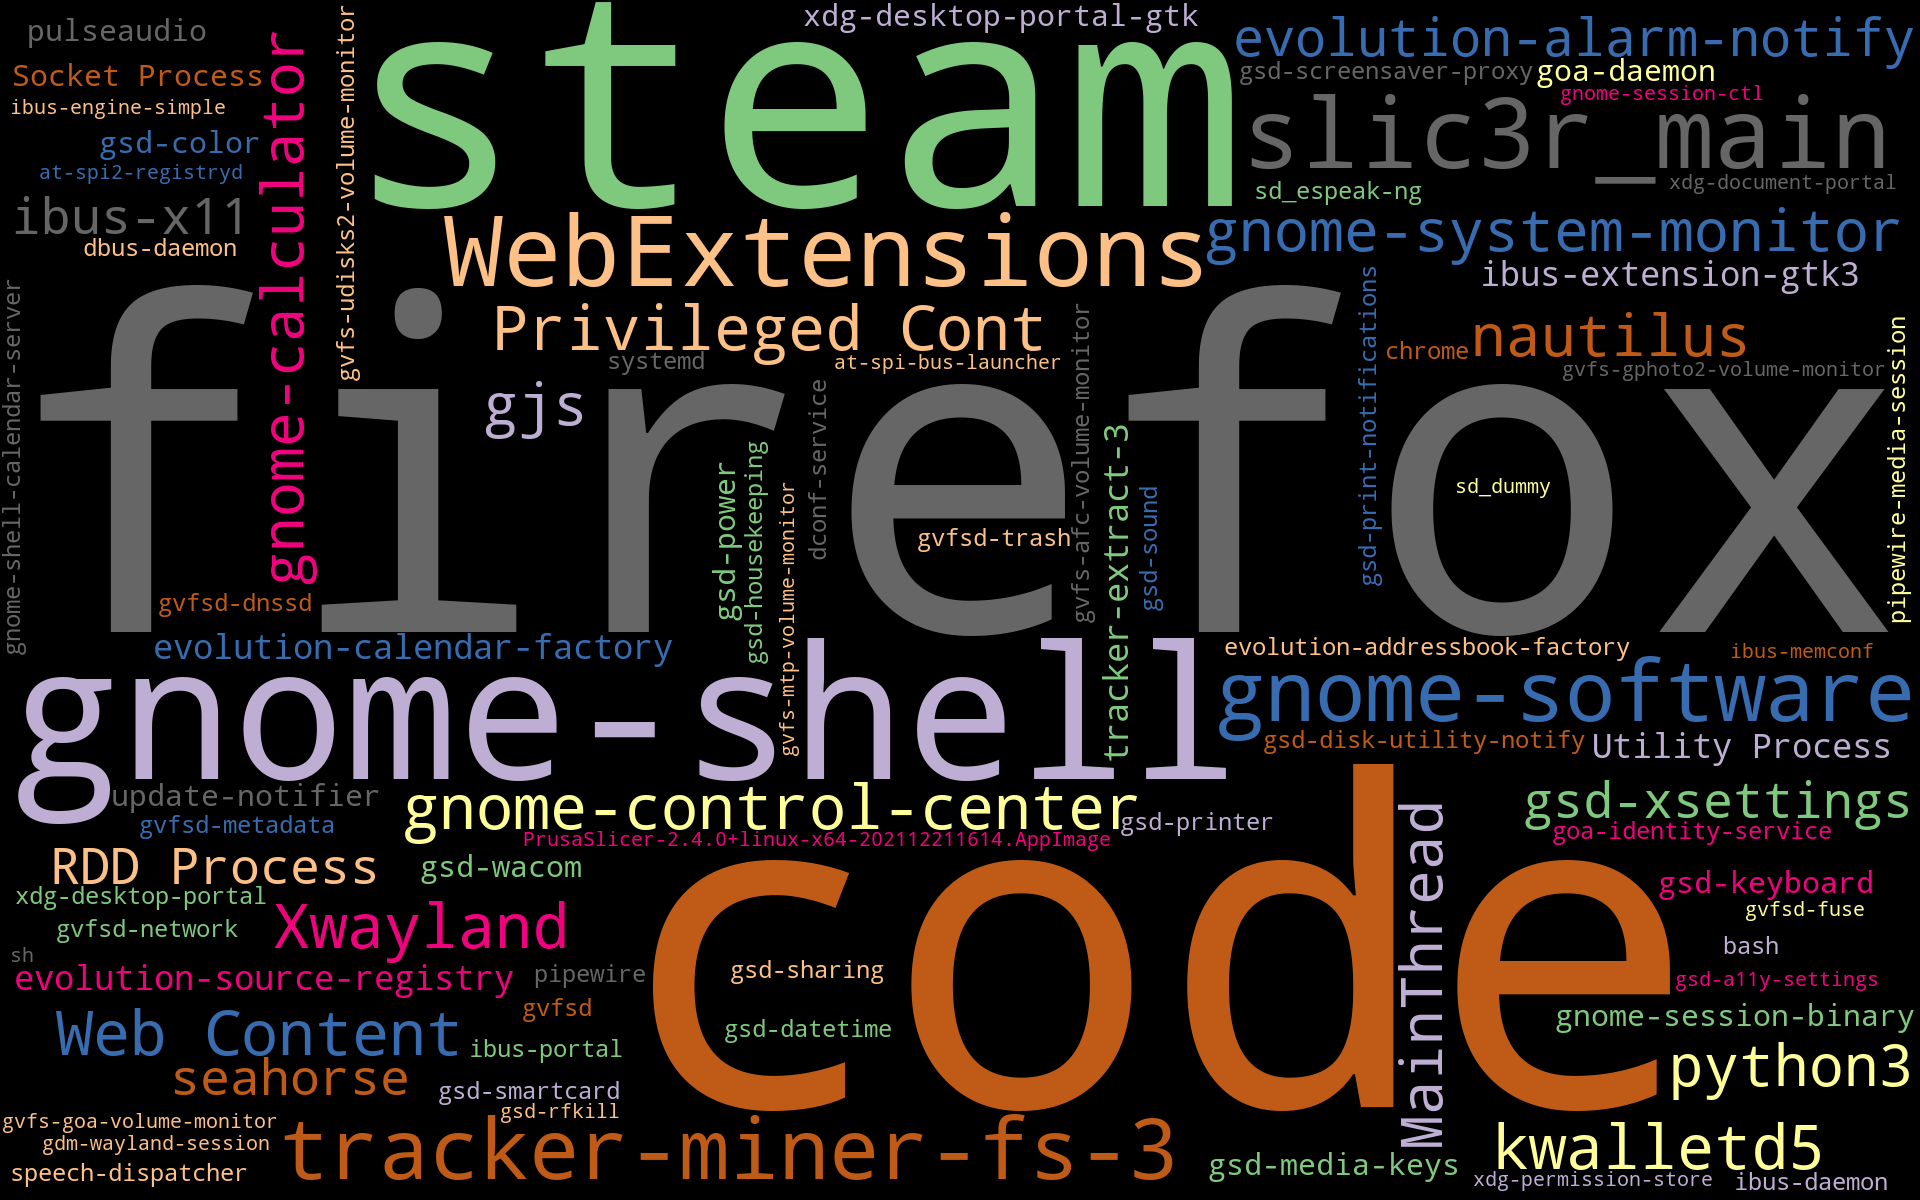 xdg-desktop-portal-gtk
pulseaudio
steam
evolution-alarm-notify
Socket Process
gsd-screensaver-proxy
goa-daemon
ibus-engine-simple
gnome-session-ctl
gnome-calculator
gvfs-udisks2-volume-monitor
slic3r_main
gsd-color
at-spi2-registryd
sd_espeak-ng
xdg-document-portal
ibus-x11
dbus-daemon
WebExtensions
gnome-system-monitor
ibus-extension-gtk3
Privileged Cont
nautilus
chrome
systemd
at-spi-bus-launcher
gvfs-gphoto2-volume-monitor
gnome-shell-calendar-server
firefox
gjs
dconf-service
gvfs-afc-volume-monitor
gsd-print-notifications
pipewire-media-session
gsd-power
gsd-housekeeping
gvfs-mtp-volume-monitor
tracker-extract-3
gsd-sound
sd_dummy
gvfsd-trash
gvfsd-dnssd
evolution-calendar-factory
evolution-addressbook-factory
ibus-memconf
gnome-shell
gnome-software
gsd-disk-utility-notify
Utility Process
update-notifier
gnome-control-center
gsd-xsettings
gvfsd-metadata
gsd-printer
goa-identity-service
PrusaSlicer-2.4.0+linux-x64-202112211614.AppImage
RDD Process
gsd-wacom
code
MainThread
gsd-keyboard
xdg-desktop-portal
gvfsd-fuse
Xwayland
gvfsd-network
bash
sh
evolution-source-registry
pipewire
gsd-sharing
gsd-a11y-settings
gvfsd
gnome-session-binary
Web Content
gsd-datetime
ibus-portal
python3
seahorse
gsd-smartcard
gsd-rfkill
gvfs-goa-volume-monitor
gdm-wayland-session
tracker-miner-fs-3
kwalletd5
speech-dispatcher
gsd-media-keys
xdg-permission-store
ibus-daemon